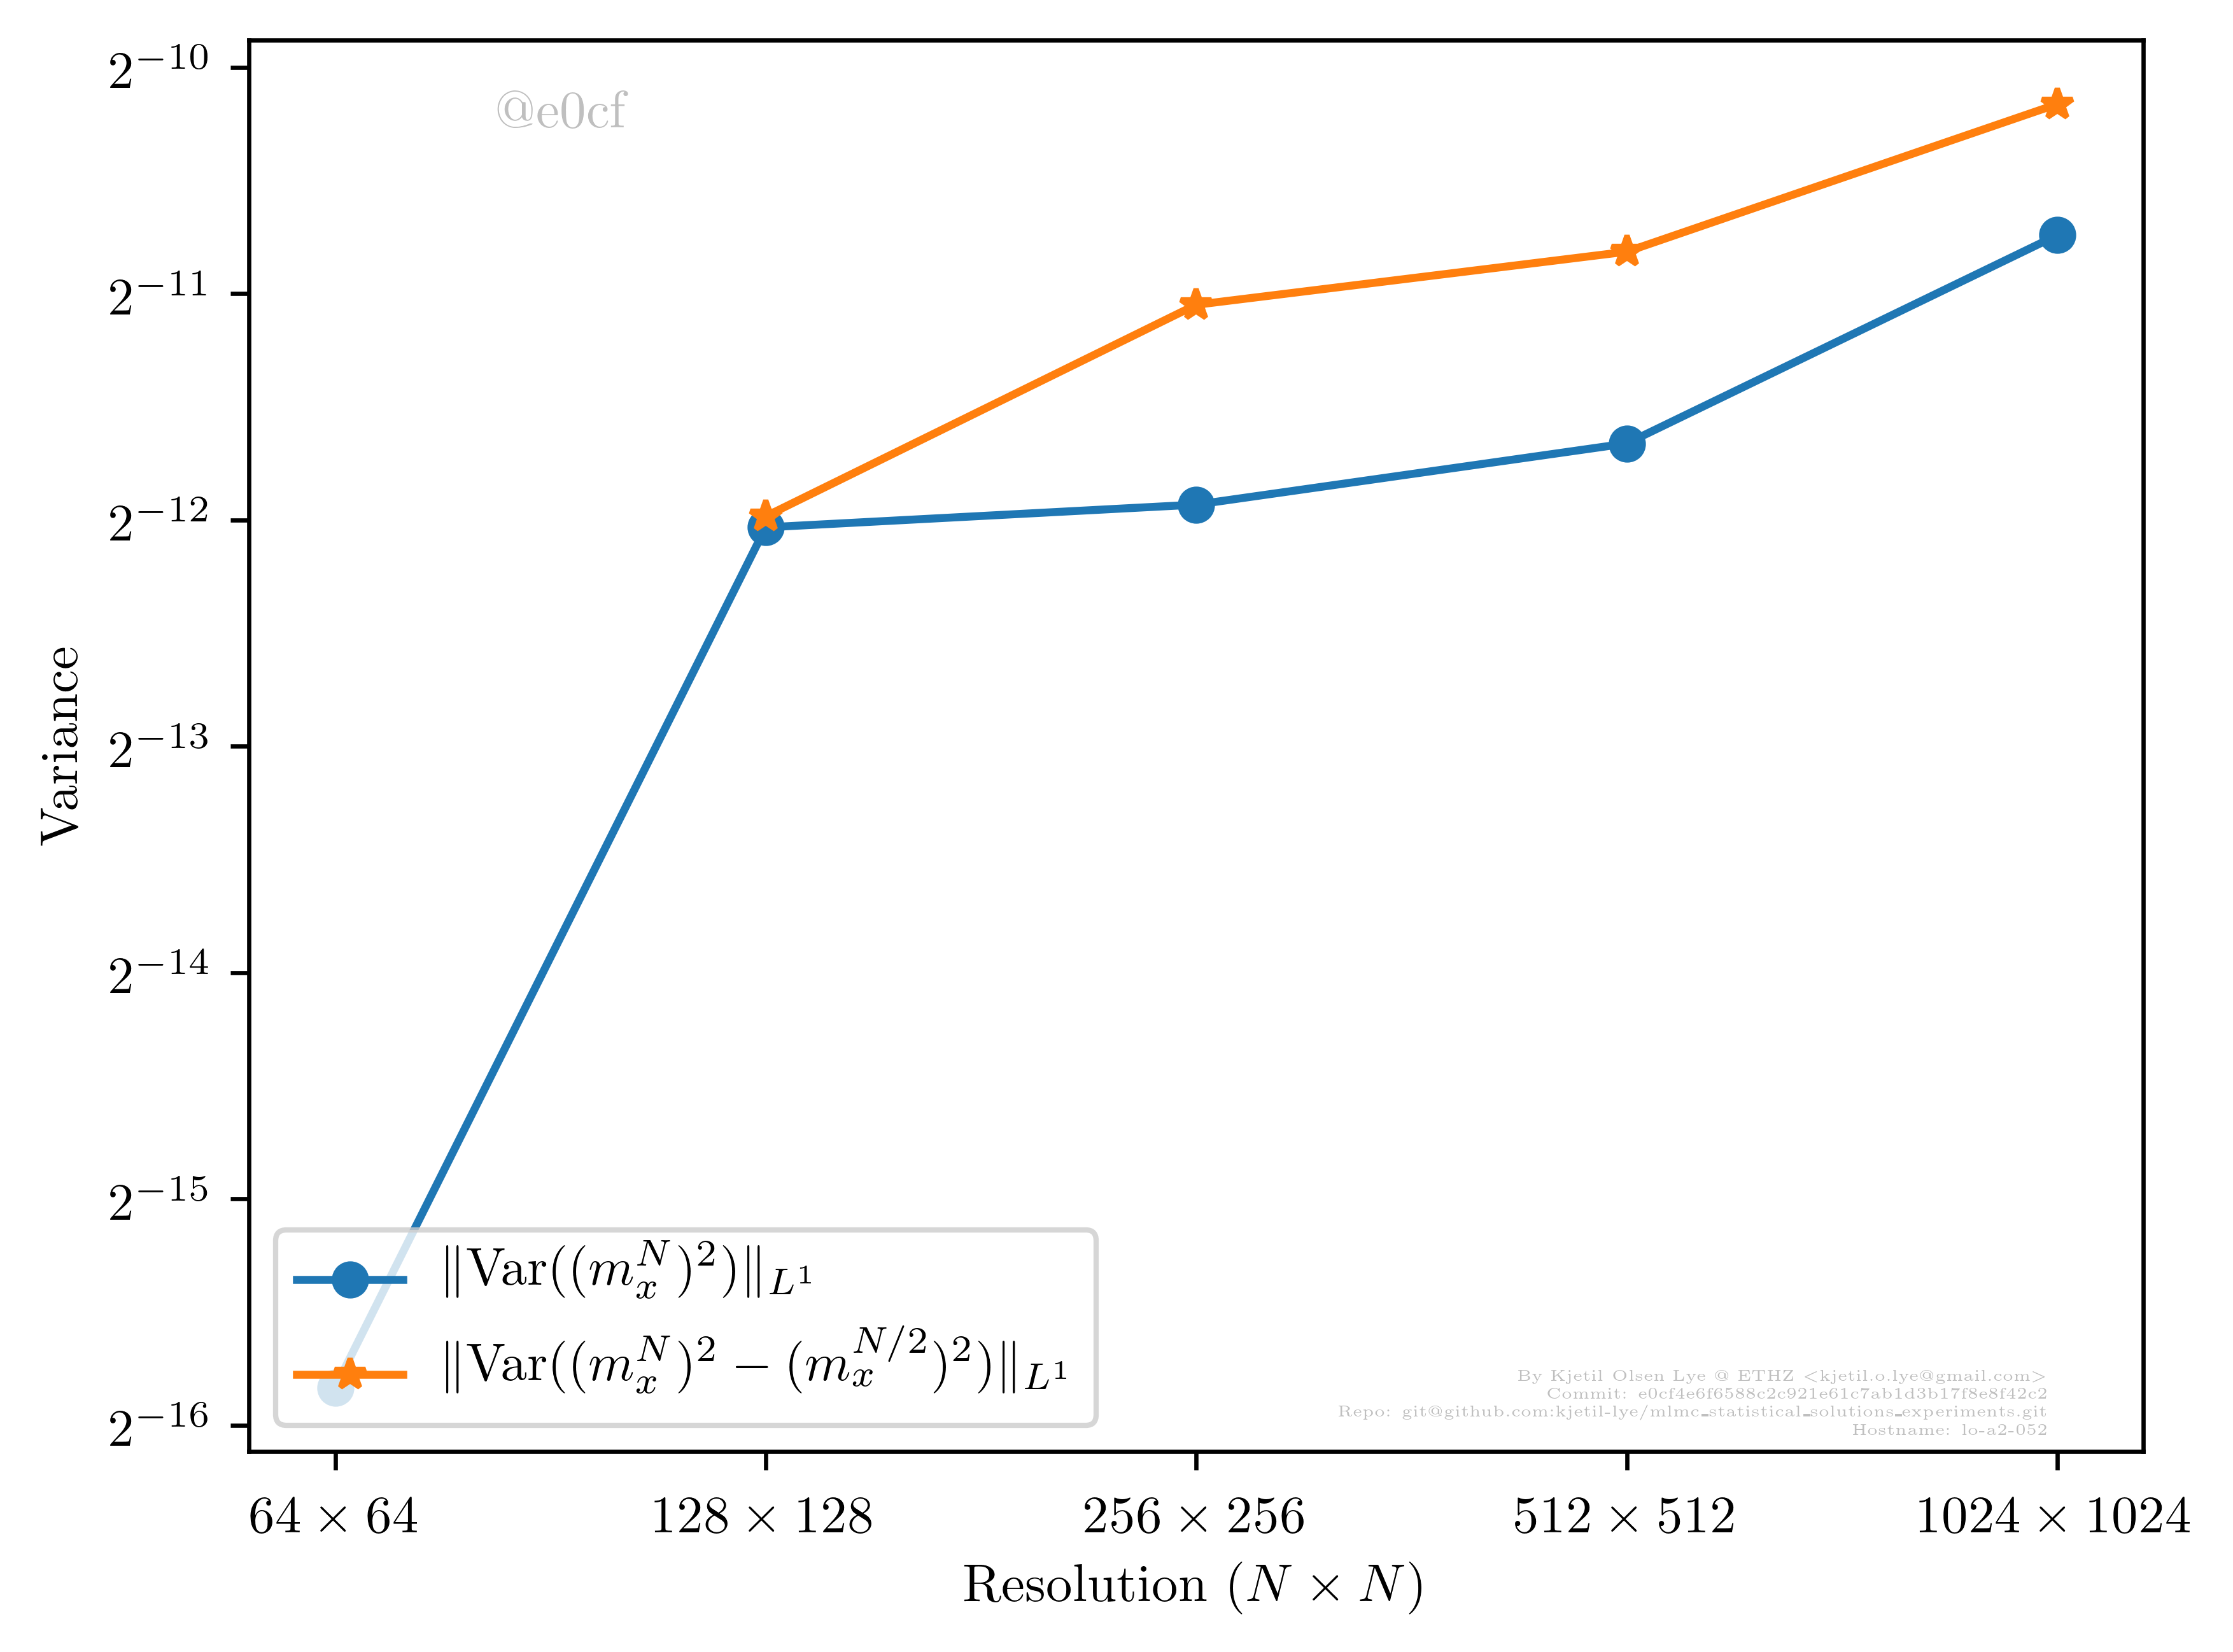 @e0cf
2^{-10}
2^{-11}
2^{-12}
2^{-13}
2^{-14}
2^{-15}
2^{-16}
Variance
‖Var((m_x^N)^2)‖_{L^1}
‖Var((m_x^N)^2 − (m_x^{N/2})^2)‖_{L^1}
By Kjetil Olsen Lye @ ETHZ <kjetil.o.lye@gmail.com>
Commit: e0cf4e6f6588c2c921e61c7ab1d3b17f8e8f42c2
Repo: git@github.com:kjetil-lye/mlmc_statistical_solutions_experiments.git
Hostname: lo-a2-052
64 × 64 128 × 128 256 × 256 512 × 512 1024 × 1024
Resolution (N × N)